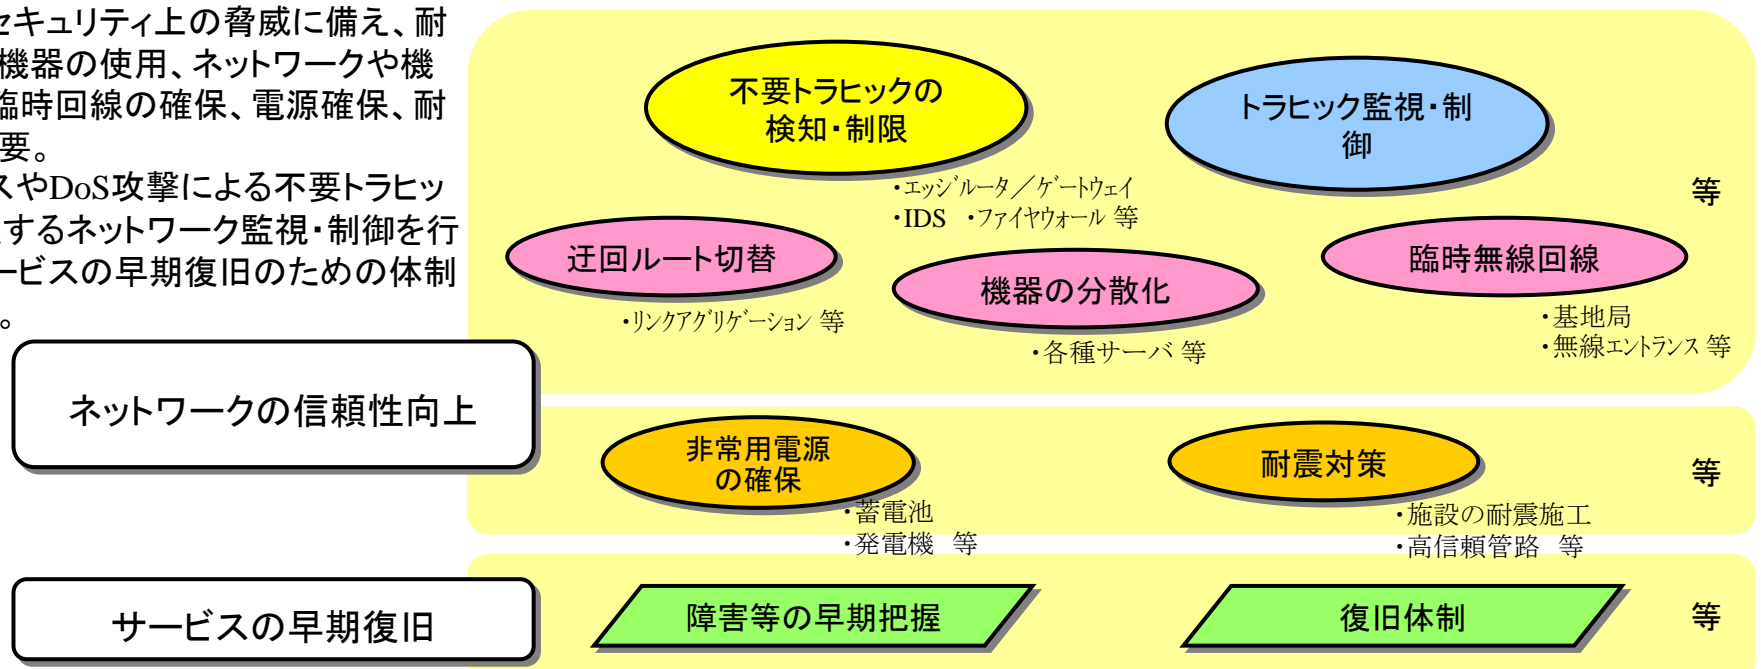 セキュリティ上の脅威に備え、耐
機器の使用、ネットワークや機
臨時回線の確保、電源確保、耐
要。
スやDoS攻撃による不要トラヒッ
するネットワーク監視・制御を行
ービスの早期復旧のための体制
。
不要トラヒックの
検知・制限
トラヒック監視・制
御
・エッジルータ／ゲートウェイ
・IDS ・ファイヤウォール 等
等
迂回ルート切替
・リンクアグリゲーション 等
機器の分散化
・各種サーバ 等
臨時無線回線
・基地局
・無線エントランス 等
ネットワークの信頼性向上
非常用電源
の確保
・蓄電池
・発電機 等
耐震対策
・施設の耐震施工
・高信頼管路 等
等
サービスの早期復旧
障害等の早期把握
復旧体制
等